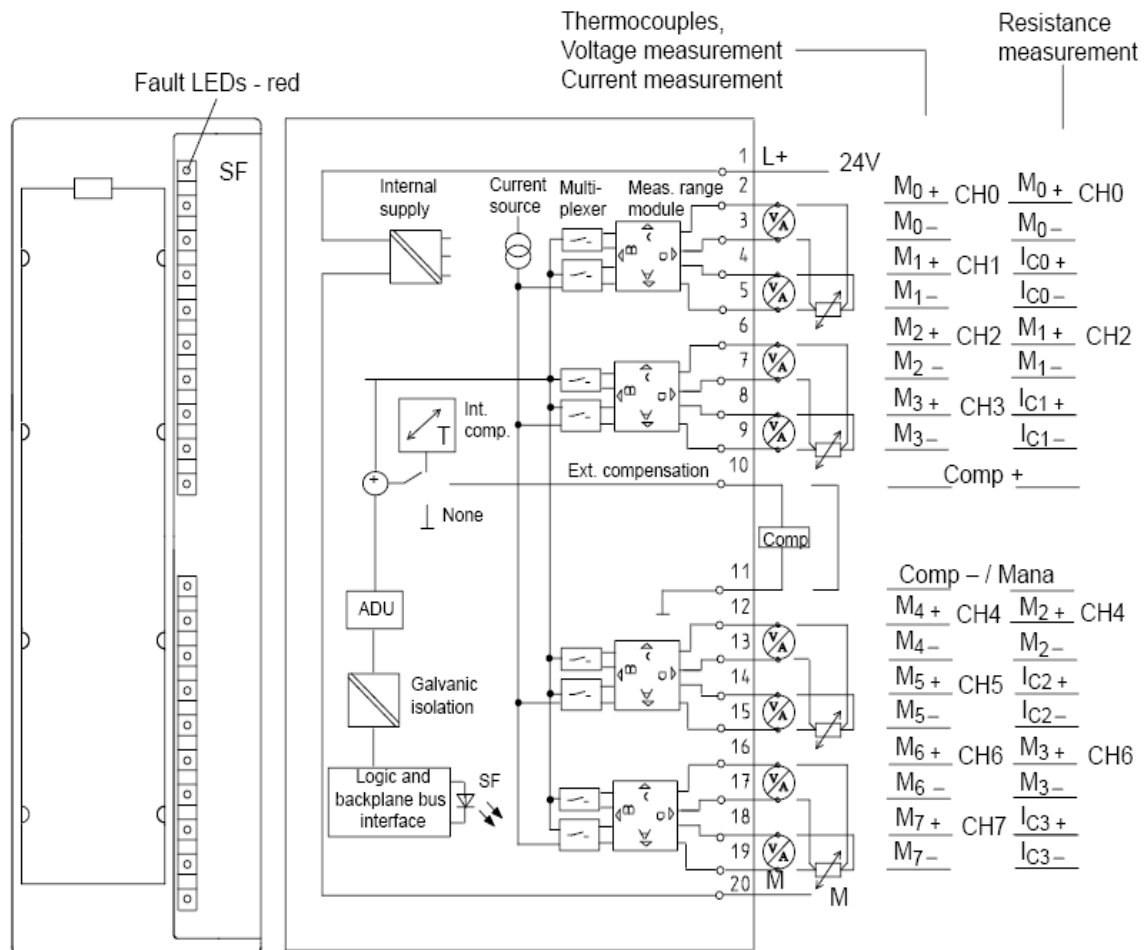 Thermocouples,
Voltage measurement
Current measurement
Resistance
measurement
Fault LEDs - red
SF
Internal
supply
Current
source
Multi-
plexer
Meas. range
module
1 L+ 24V
2
3
4
5
6
7
8
9
10
M0 + CH0 M0 + CH0
M0 – M0 –
M1 + CH1 IC0 +
M1 – IC0 –
M2 + CH2 M1 + CH2
M2 – M1 –
M3 + CH3 IC1 +
M3 – IC1 –
Comp +
V
A
V
A
V
A
V
A
A
B
C
D
A
B
C
D
T
Int.
comp.
Ext. compensation
+
None
Comp
11
12
13
14
15
16
17
18
19
20
Comp – / Mana
M4 + CH4 M2 + CH4
M4 – M2 –
M5 + CH5 IC2 +
M5 – IC2 –
M6 + CH6 M3 + CH6
M6 – M3 –
M7 + CH7 IC3 +
M7 – IC3 –
V
A
V
A
V
A
V
A
A
B
C
D
A
B
C
D
ADU
Galvanic
isolation
Logic and
backplane bus
interface
SF
M
M